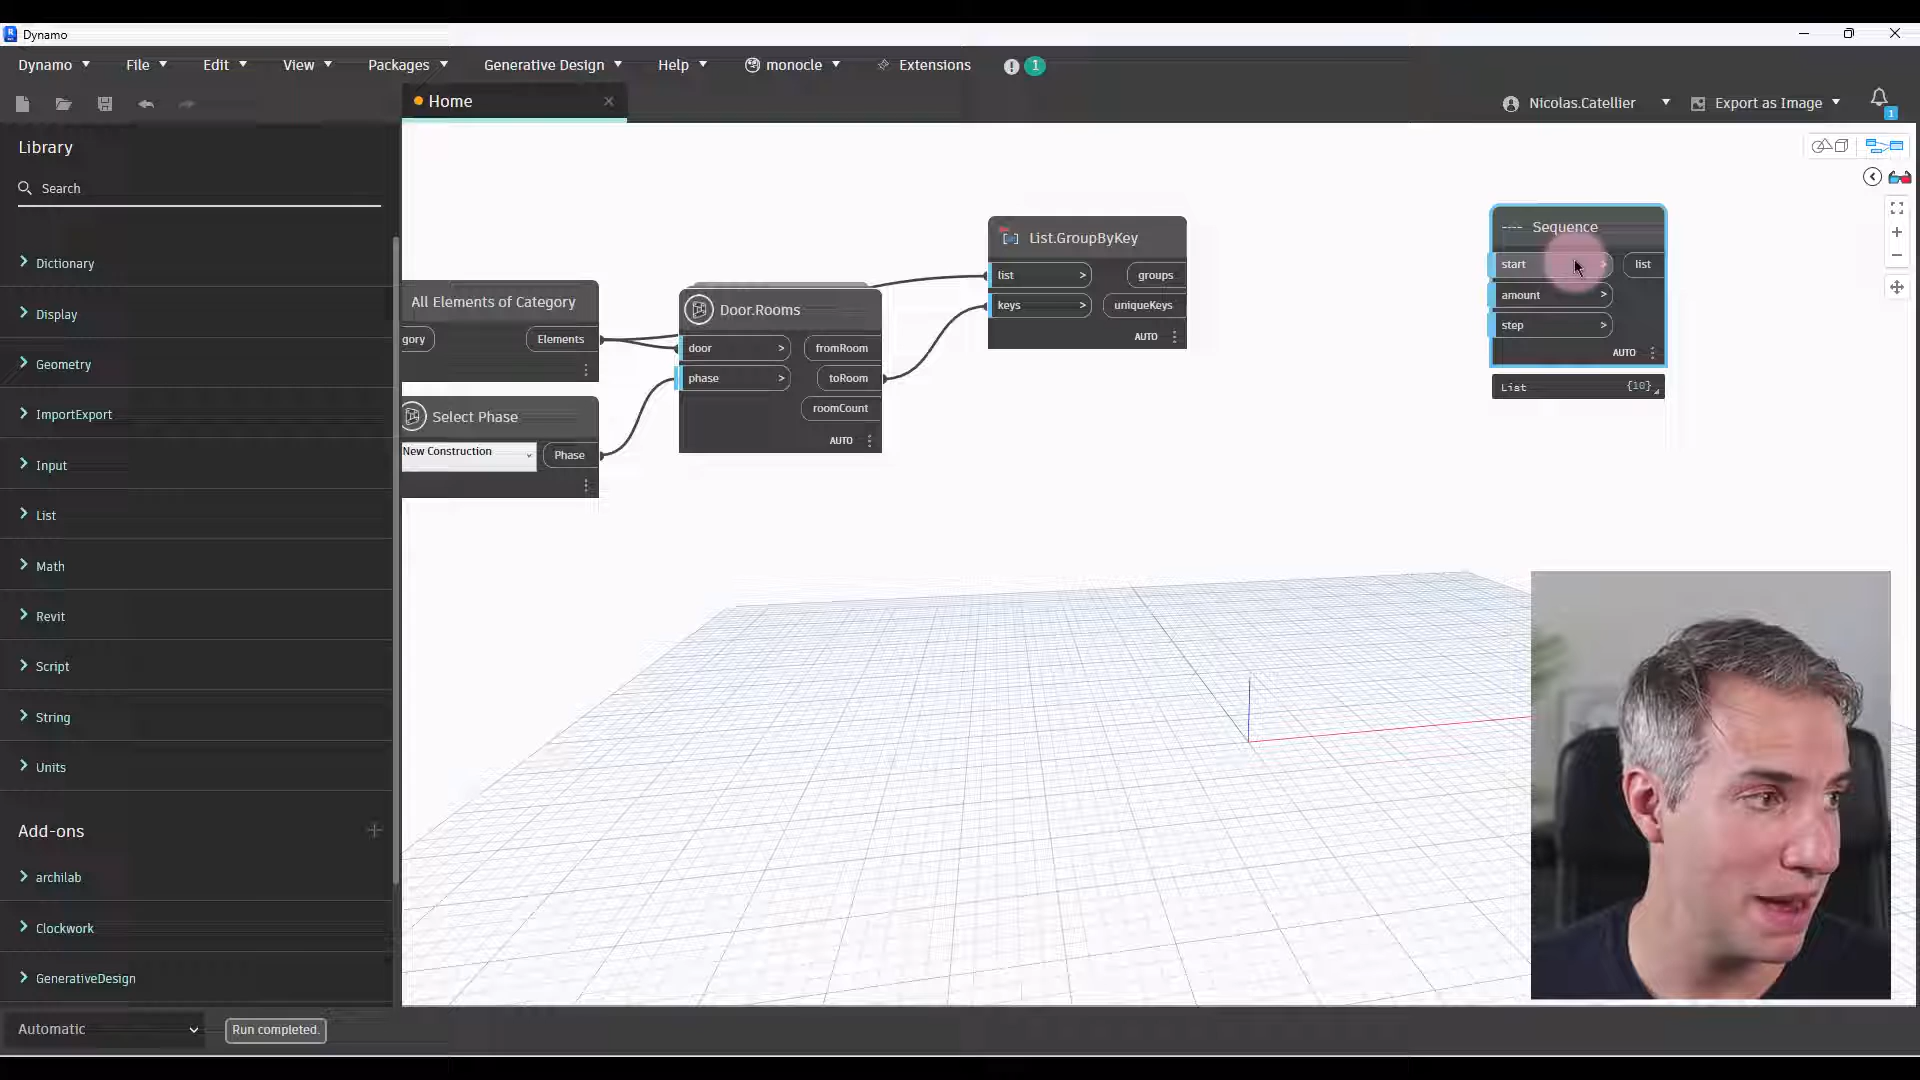 Dynamo
Dynamo
File
Edit
View
Packages
Generative Design
Help
monocle
Extensions
1
Home
Nicolas.Catellier
Export as Image
1
Library
Search
Dictionary
Display
Geometry
ImportExport
Input
List
Math
Revit
Script
String
Units
Add-ons
archilab
Clockwork
GenerativeDesign
Automatic
Run completed.
All Elements of Category
gory
Elements
Select Phase
New Construction
Phase
Door.Rooms
door >
fromRoom
phase >
toRoom
roomCount
AUTO
List.GroupByKey
list >
groups
keys >
uniqueKeys
AUTO
Sequence
start >
list
amount >
step >
AUTO
List {10}